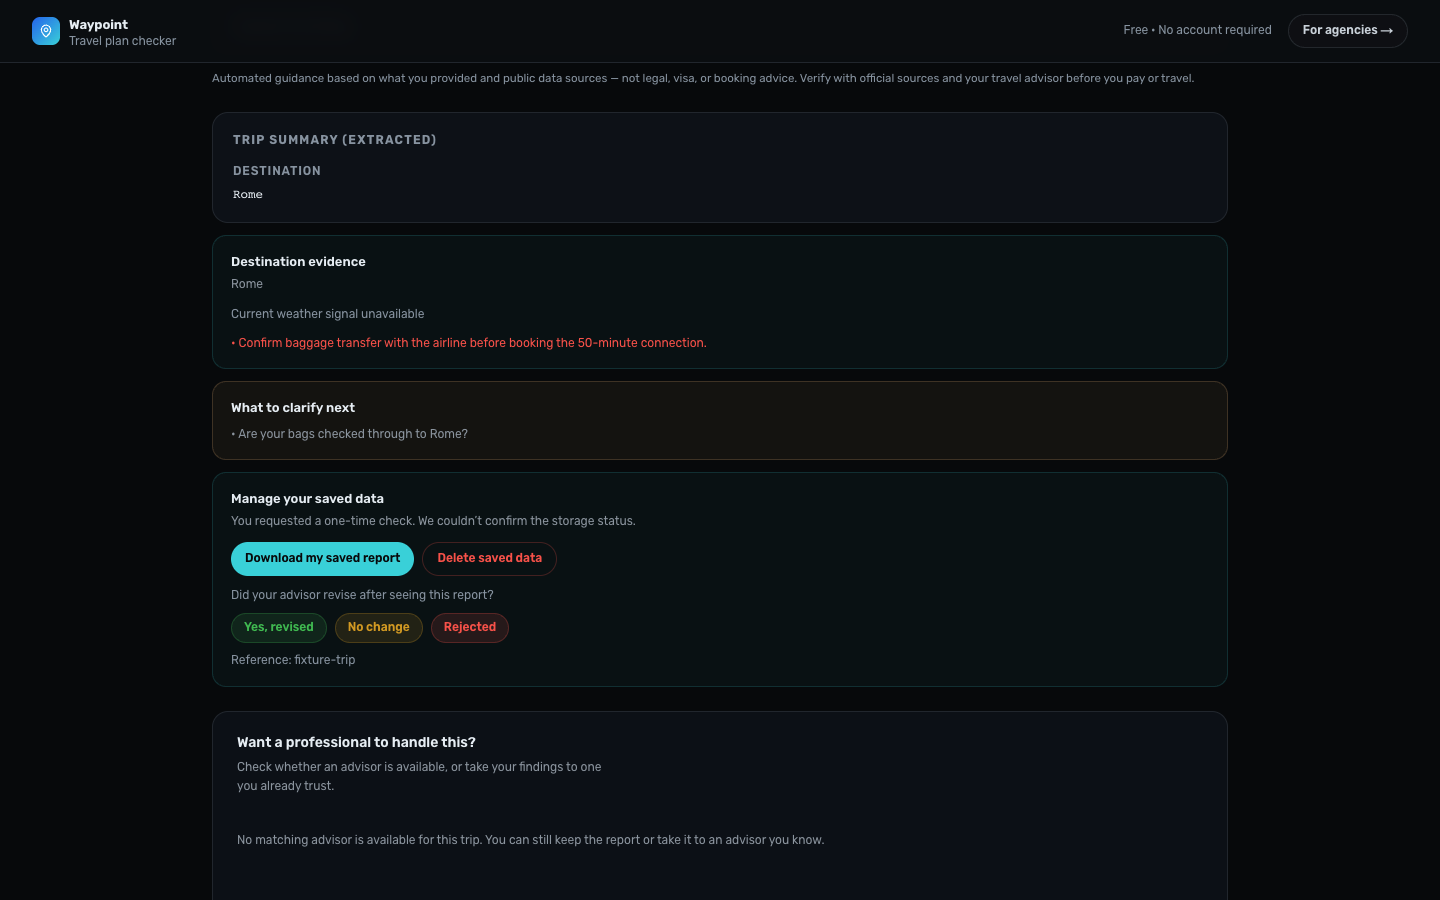 Waypoint
Travel plan checker
Free • No account required
For agencies →
Automated guidance based on what you provided and public data sources — not legal, visa, or booking advice. Verify with official sources and your travel advisor before you pay or travel.
TRIP SUMMARY (EXTRACTED)
DESTINATION
Rome
Destination evidence
Rome
Current weather signal unavailable
• Confirm baggage transfer with the airline before booking the 50-minute connection.
What to clarify next
• Are your bags checked through to Rome?
Manage your saved data
You requested a one-time check. We couldn’t confirm the storage status.
Download my saved report
Delete saved data
Did your advisor revise after seeing this report?
Yes, revised
No change
Rejected
Reference: fixture-trip
Want a professional to handle this?
Check whether an advisor is available, or take your findings to one
you already trust.
No matching advisor is available for this trip. You can still keep the report or take it to an advisor you know.